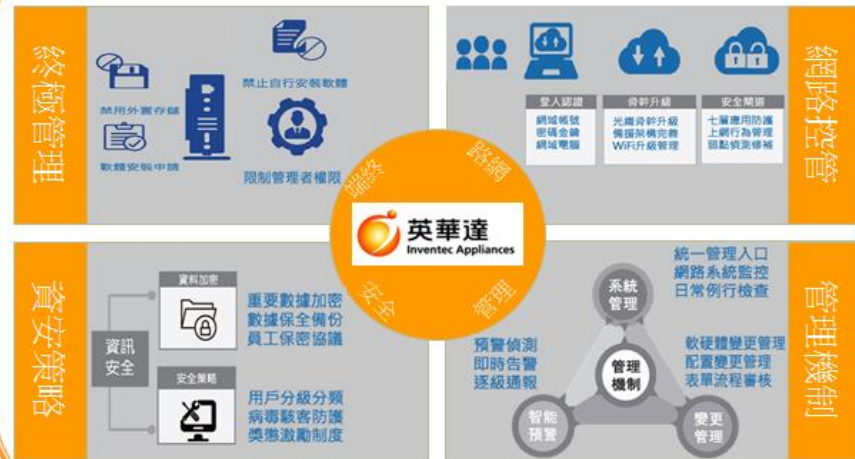 終極管理
禁用外置存儲
軟體安裝申請
禁止自行安裝軟體
限制管理者權限
網路控管
登入認證
網域帳號
密碼金鑰
網域電腦
骨幹升級
光纖骨幹升級
備援架構完善
WiFi升級管理
安全閘道
七層應用防護
上網行為管理
弱點偵測修補
端終
路網
英華達
Inventec Appliances
安全
管理
資安策略
資訊
安全
資料加密
重要數據加密
數據保全備份
員工保密協議
安全策略
用戶分級分類
病毒駭客防護
獎懲激勵制度
管理機制
系統
管理
統一管理入口
網路系統監控
日常例行檢查
預警偵測
即時告警
逐級通報
管理
機制
軟硬體變更管理
配置變更管理
表單流程審核
智能
預警
變更
管理